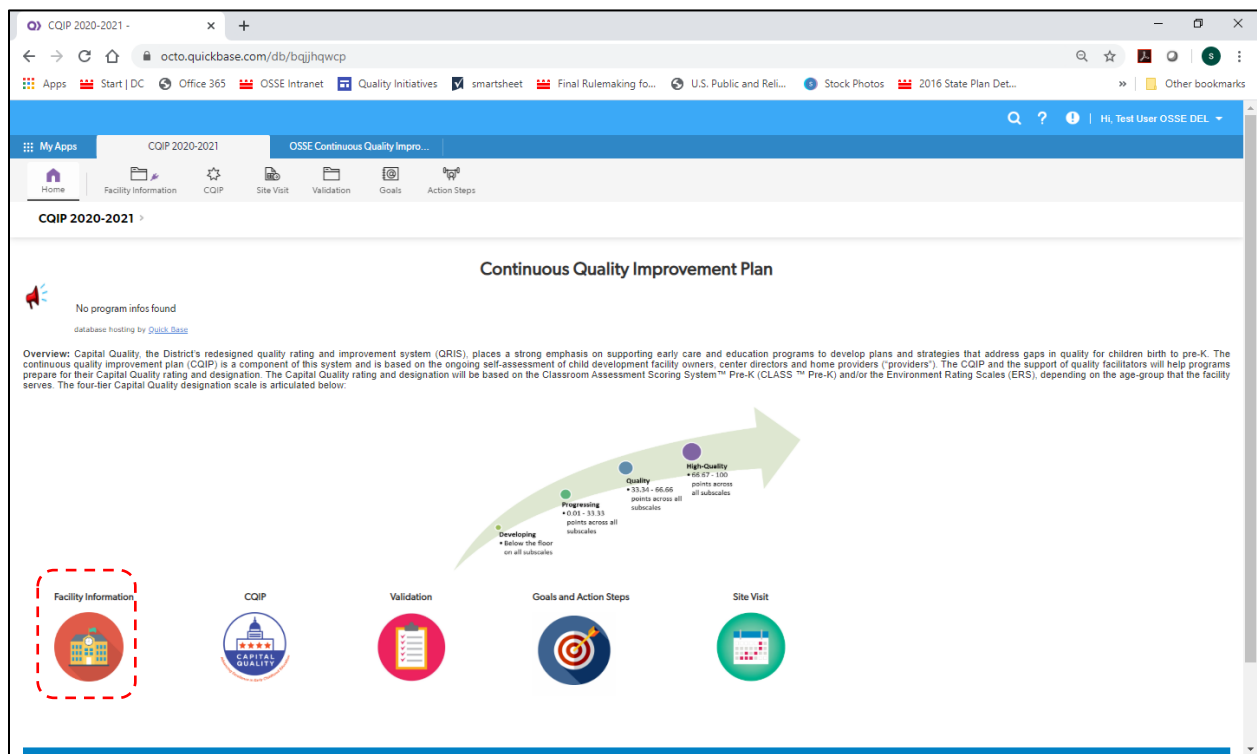 CQIP 2020-2021 -
octo.quickbase.com/db/bqjjhqwcp
S
Apps Start | DC Office 365 OSSE Intranet Quality Initiatives smartsheet Final Rulemaking fo... U.S. Public and Reli... Stock Photos 2016 State Plan Det... » Other bookmarks
Hi, Test User OSSE DEL
My Apps CQIP 2020-2021 OSSE Continuous Quality Impro...
Home Facility Information CQIP Site Visit Validation Goals Action Steps
CQIP 2020-2021 >
Continuous Quality Improvement Plan
No program infos found
database hosting by Quick Base
Overview: Capital Quality, the District's redesigned quality rating and improvement system (QRIS), places a strong emphasis on supporting early care and education programs to develop plans and strategies that address gaps in quality for children birth to pre-K. The
continuous quality improvement plan (CQIP) is a component of this system and is based on the ongoing self-assessment of child development facility owners, center directors and home providers ("providers"). The CQIP and the support of quality facilitators will help programs
prepare for their Capital Quality rating and designation. The Capital Quality rating and designation will be based on the Classroom Assessment Scoring System™ Pre-K (CLASS ™ Pre-K) and/or the Environment Rating Scales (ERS), depending on the age-group that the facility
serves. The four-tier Capital Quality designation scale is articulated below:
High-Quality
• 66.67 - 100
points across
all subscales
Quality
• 33.34 - 66.66
points across all
subscales
Progressing
• 0.01 - 33.33
points across all
subscales
Developing
• Below the floor
on all subscales
Facility Information CQIP Validation Goals and Action Steps Site Visit
CAPITAL
QUALITY